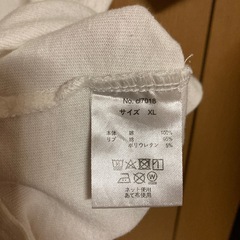 No. cf7018
サイズ XL
本体 綿 100%
リブ 綿 95%
ポリウレタン 5%
ネット使用
あて布使用